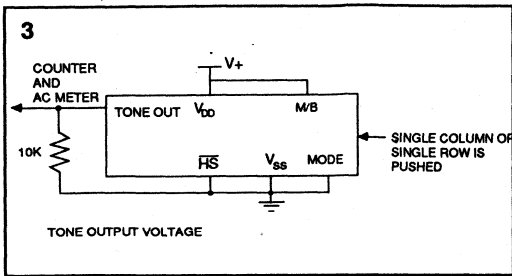 3
V+
COUNTER
AND
AC METER
TONE OUT
VDD
M/B
10K
HS
VSS
MODE
SINGLE COLUMN OR
SINGLE ROW IS
PUSHED
TONE OUTPUT VOLTAGE